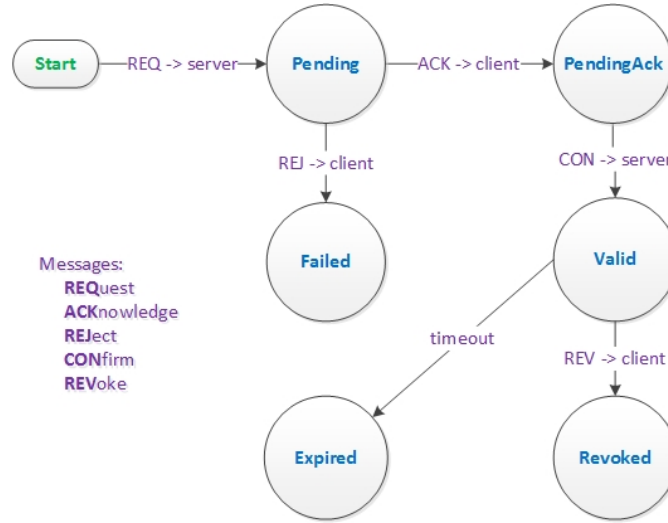 Start
REQ -> server
Pending
ACK -> client
PendingAck
REJ -> client
CON -> server
Failed
Valid
Messages:
REQuest
ACKnowledge
REJect
CONfirm
REVoke
timeout
REV -> client
Expired
Revoked